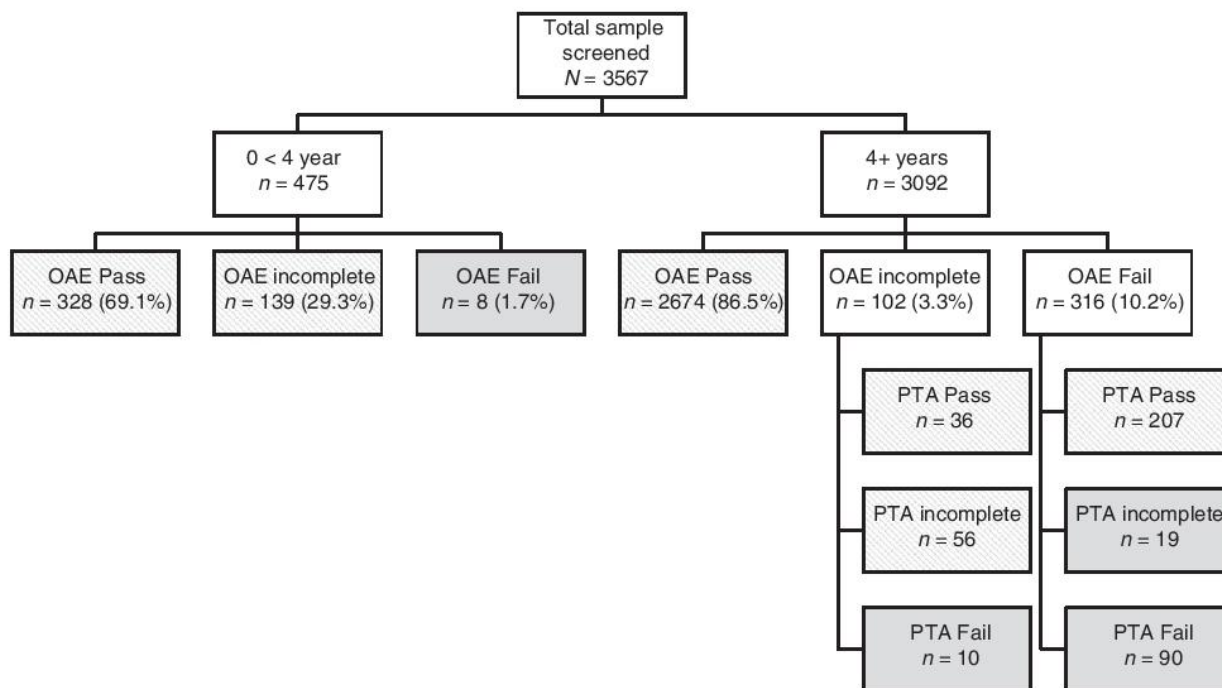 Total sample
screened
N = 3567
0 < 4 year
n = 475
4+ years
n = 3092
OAE Pass
n = 328 (69.1%)
OAE incomplete
n = 139 (29.3%)
OAE Fail
n = 8 (1.7%)
OAE Pass
n = 2674 (86.5%)
OAE incomplete
n = 102 (3.3%)
OAE Fail
n = 316 (10.2%)
PTA Pass
n = 36
PTA Pass
n = 207
PTA incomplete
n = 56
PTA incomplete
n = 19
PTA Fail
n = 10
PTA Fail
n = 90